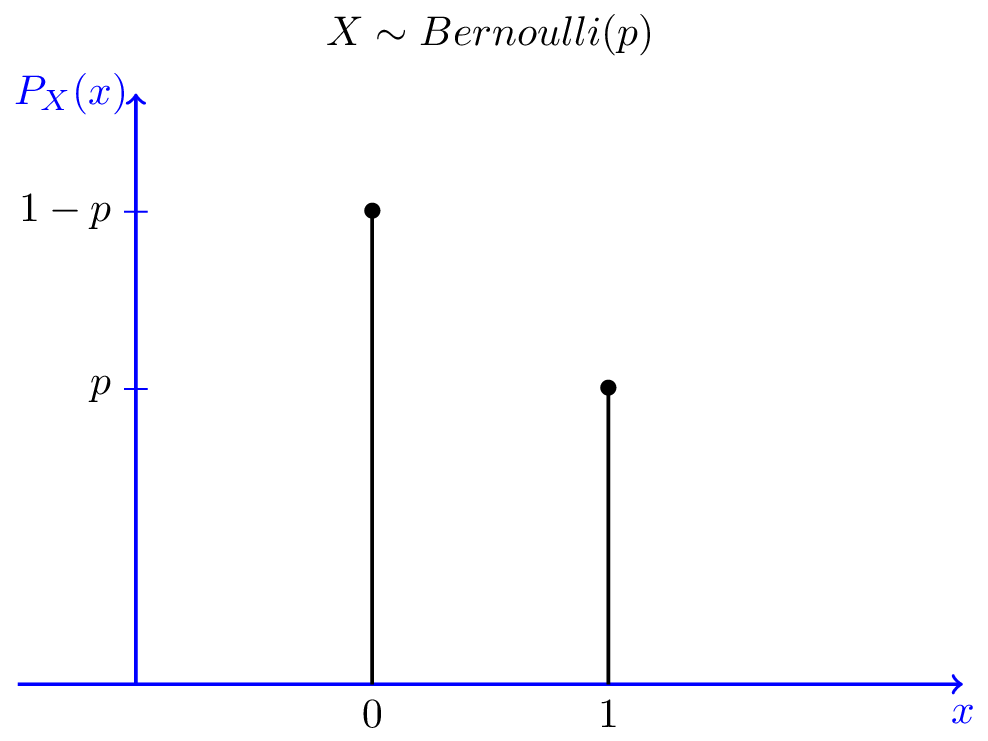 X ∼ Bernoulli(p)
P_X(x)
1 − p
p
0 1
x